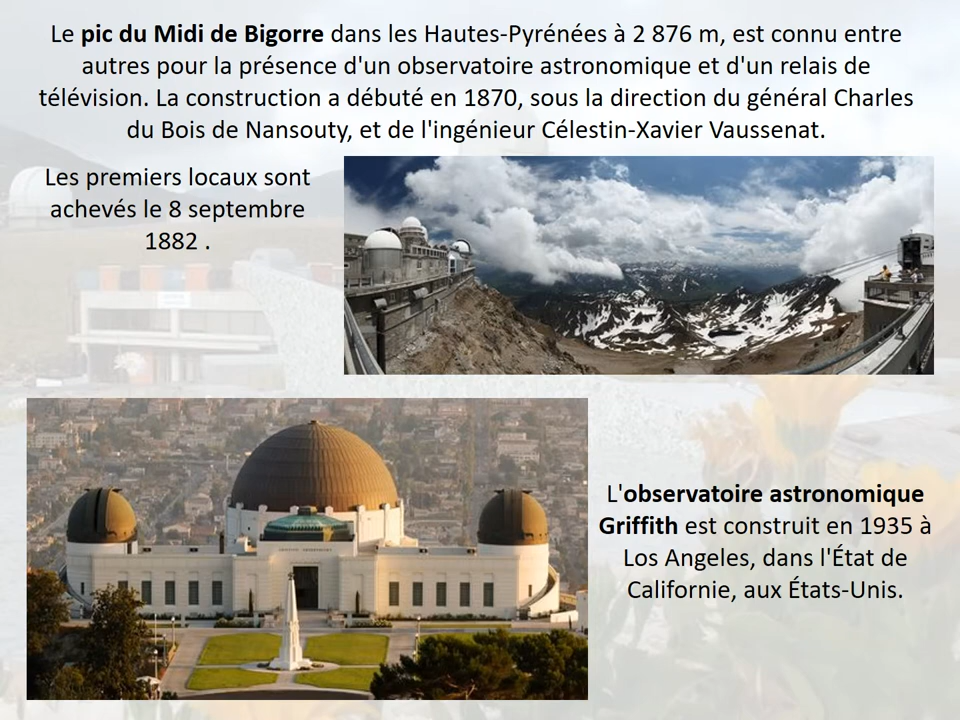 Le pic du Midi de Bigorre dans les Hautes-Pyrénées à 2 876 m, est connu entre
autres pour la présence d'un observatoire astronomique et d'un relais de
télévision. La construction a débuté en 1870, sous la direction du général Charles
du Bois de Nansouty, et de l'ingénieur Célestin-Xavier Vaussenat.
Les premiers locaux sont
achevés le 8 septembre
1882 .
L'observatoire astronomique
Griffith est construit en 1935 à
Los Angeles, dans l'État de
Californie, aux États-Unis.